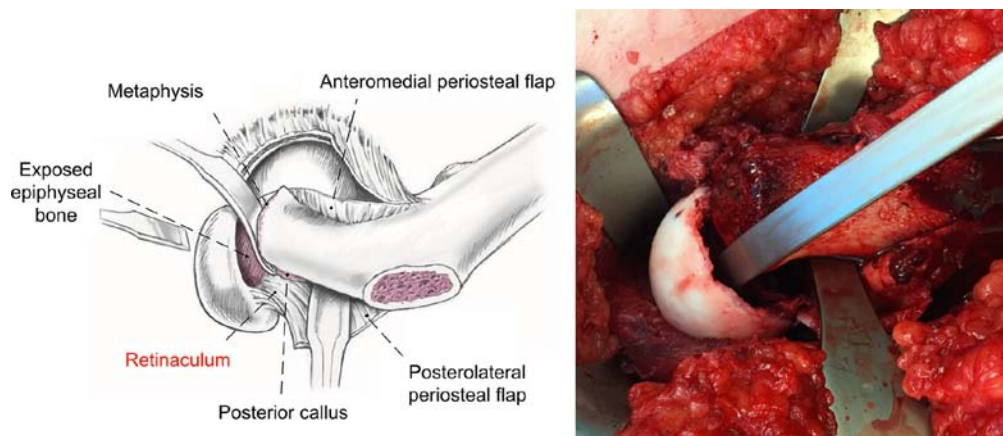 Anteromedial periosteal flap
Metaphysis
Exposed
epiphyseal
bone
Retinaculum
Posterior callus
Posterolateral
periosteal flap